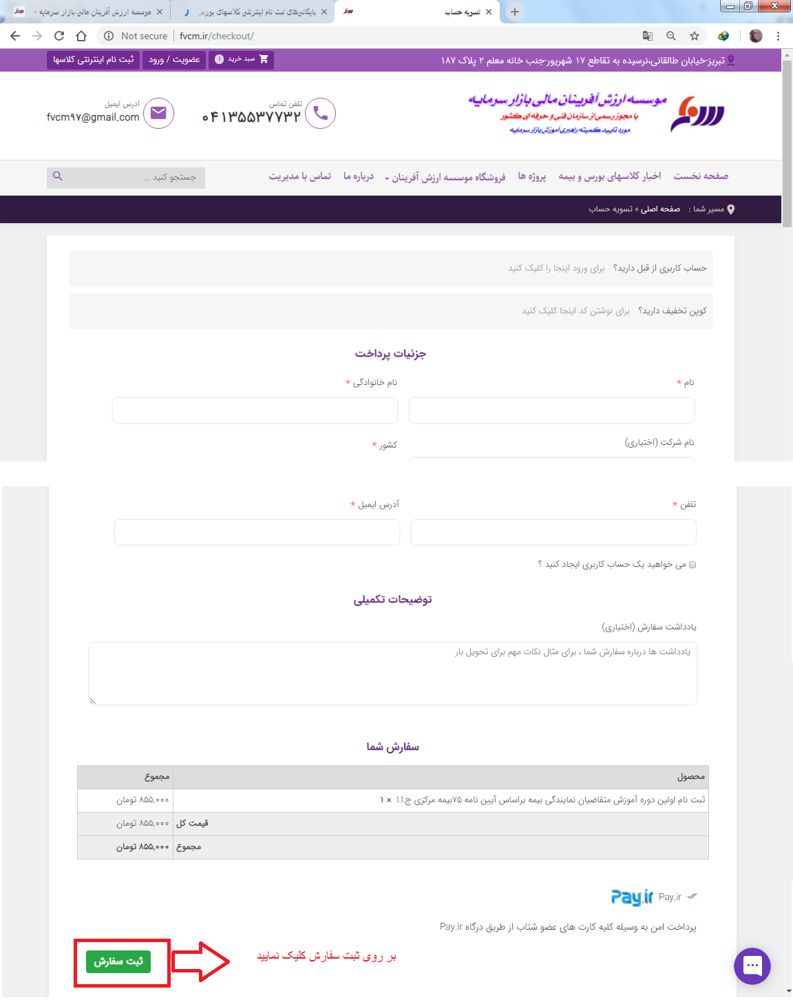 موسسه ارزش آفرینان مالی بازار سرمایه -
بایگانی‌های ثبت نام اینترنتی کلاسهای بورس
تسویه حساب
Not secure | fvcm.ir/checkout/
تبریز-خیابان طالقانی،نرسیده به تقاطع ۱۷ شهریور-جنب خانه معلم ۲ پلاک ۱۸۷
سبد خرید ۱
عضویت / ورود
ثبت نام اینترنتی کلاسها
موسسه ارزش آفرینان مالی بازار سرمایه
با مجوز رسمی از سازمان فنی و حرفه ای کشور
مورد تایید کمیته راهبری آموزش بازار سرمایه
تلفن تماس
۰۴۱۳۵۵۳۷۷۳۲
آدرس ایمیل
fvcm۹۷@gmail.com
صفحه نخست
اخبار کلاسهای بورس و بیمه
پروژه ها
فروشگاه موسسه ارزش آفرینان
درباره ما
تماس با مدیریت
جستجو کنید ...
مسیر شما : صفحه اصلی » تسویه حساب
حساب کاربری از قبل دارید؟ برای ورود اینجا را کلیک کنید
کوپن تخفیف دارید؟ برای نوشتن کد اینجا کلیک کنید
جزئیات پرداخت
نام *
نام خانوادگی *
نام شرکت (اختیاری)
کشور *
تلفن *
آدرس ایمیل *
می خواهید یک حساب کاربری ایجاد کنید ؟
توضیحات تکمیلی
یادداشت سفارش (اختیاری)
یادداشت ها درباره سفارش شما ، برای مثال نکات مهم برای تحویل بار
سفارش شما
محصول مجموع
ثبت نام اولین دوره آموزش متقاضیان نمایندگی بیمه براساس آیین نامه ۷۵بیمه مرکزی ج.ا.ا × ۱ ۸۵۵,۰۰۰ تومان
قیمت کل ۸۵۵,۰۰۰ تومان
مجموع ۸۵۵,۰۰۰ تومان
Pay.ir Pay.ir
پرداخت امن به وسیله کلیه کارت های عضو شتاب از طریق درگاه Pay.ir
ثبت سفارش
بر روی ثبت سفارش کلیک نمایید